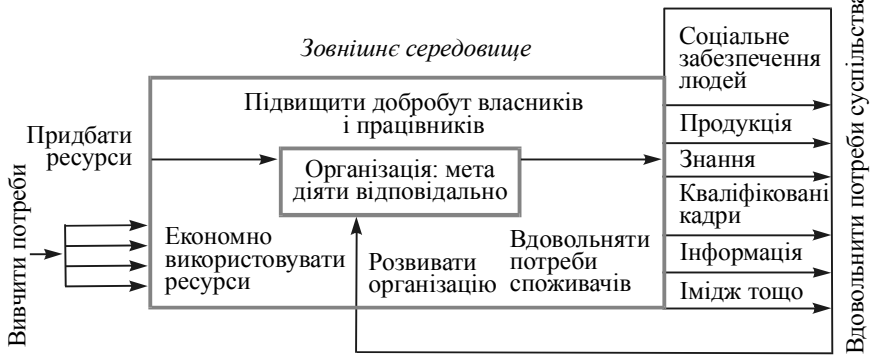 Зовнішнє середовище
Вивчити потреби
Придбати
ресурси
Підвищити добробут власників
і працівників
Організація: мета
діяти відповідально
Економно
використовувати
ресурси
Розвивати
організацію
Вдовольняти
потреби
споживачів
Соціальне
забезпечення
людей
Продукція
Знання
Кваліфіковані
кадри
Інформація
Імідж тощо
Вдовольнити потреби суспільства